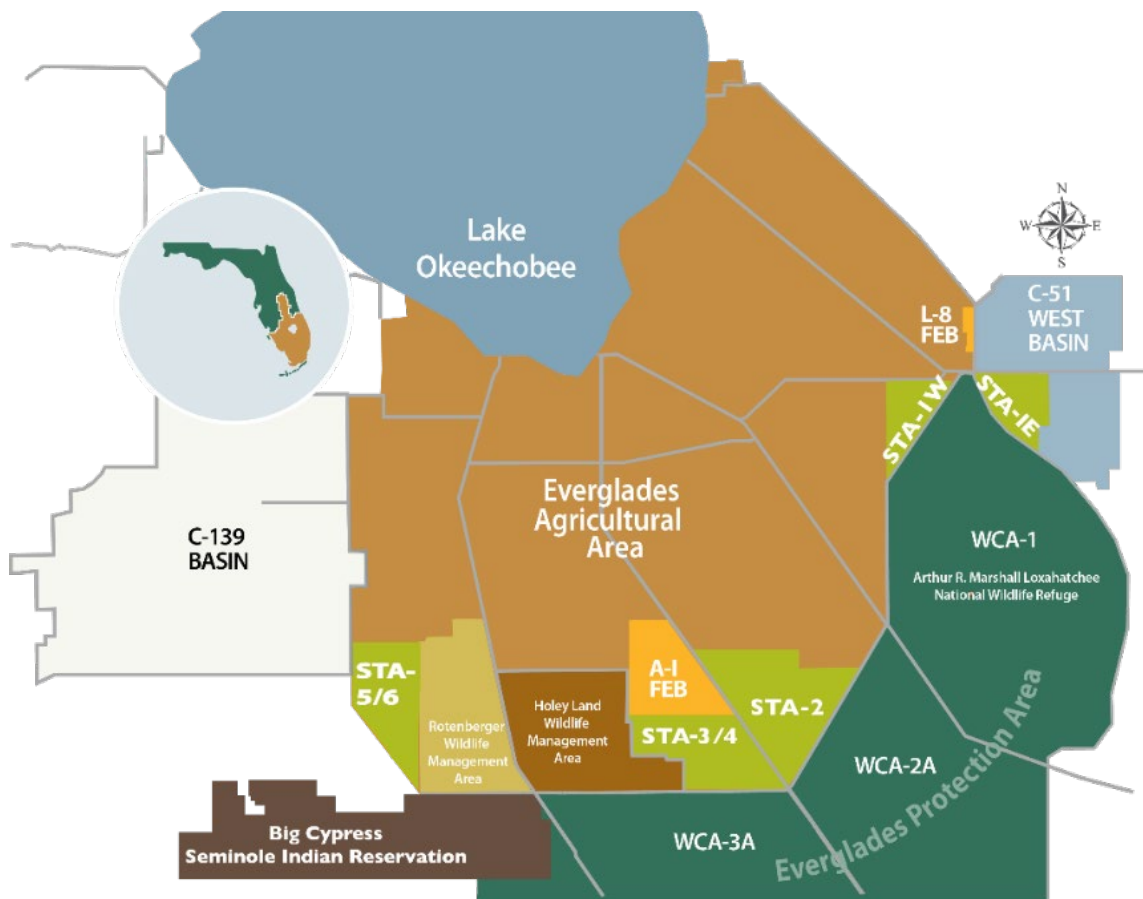 Lake
Okeechobee
N
W
E
S
C-51
WEST
BASIN
L-8
FEB
STA-1W
STA-1E
Everglades
Agricultural
Area
C-139
BASIN
WCA-1
Arthur R. Marshall Loxahatchee
National Wildlife Refuge
STA-
5/6
A-1
FEB
STA-2
Rotenberger
Wildlife
Management
Area
Holey Land
Wildlife
Management
Area
STA-3/4
WCA-2A
Everglades Protection Area
Big Cypress
Seminole Indian Reservation
WCA-3A